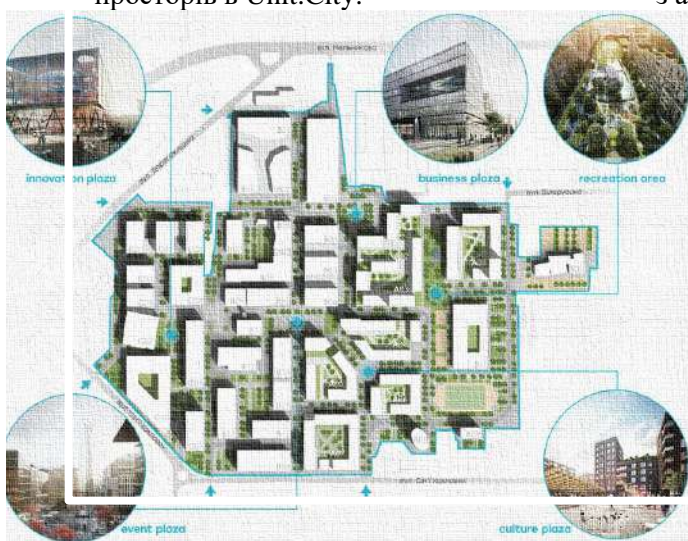 просторів в Unit.City.
з а
innovation plaza
business plaza
recreation area
event plaza
culture plaza